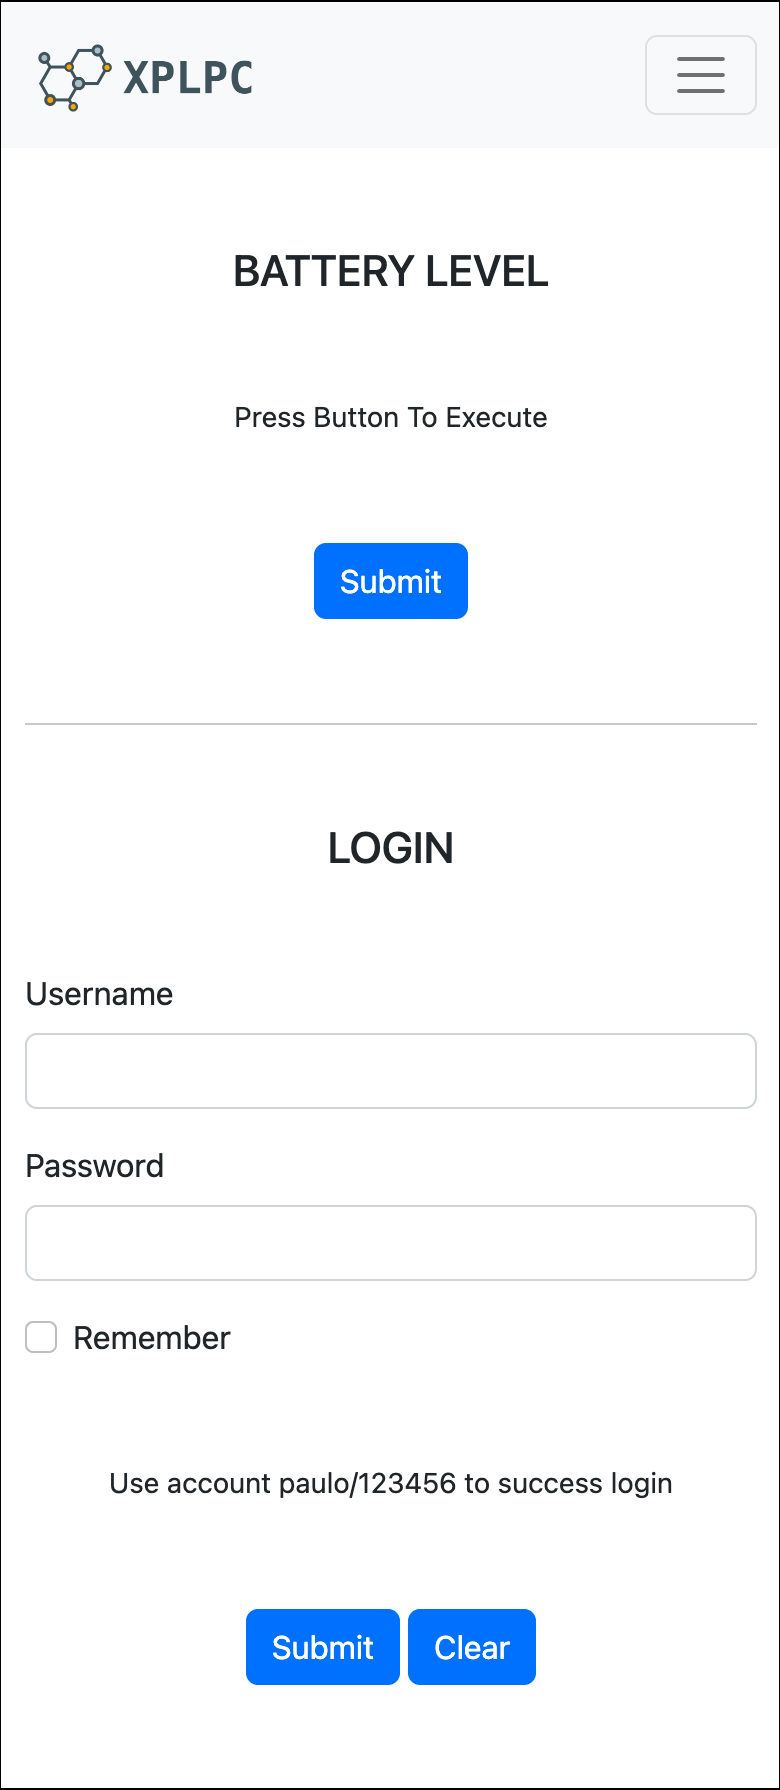 XPLPC
BATTERY LEVEL
Press Button To Execute
Submit
LOGIN
Username
Password
Remember
Use account paulo/123456 to success login
Submit Clear